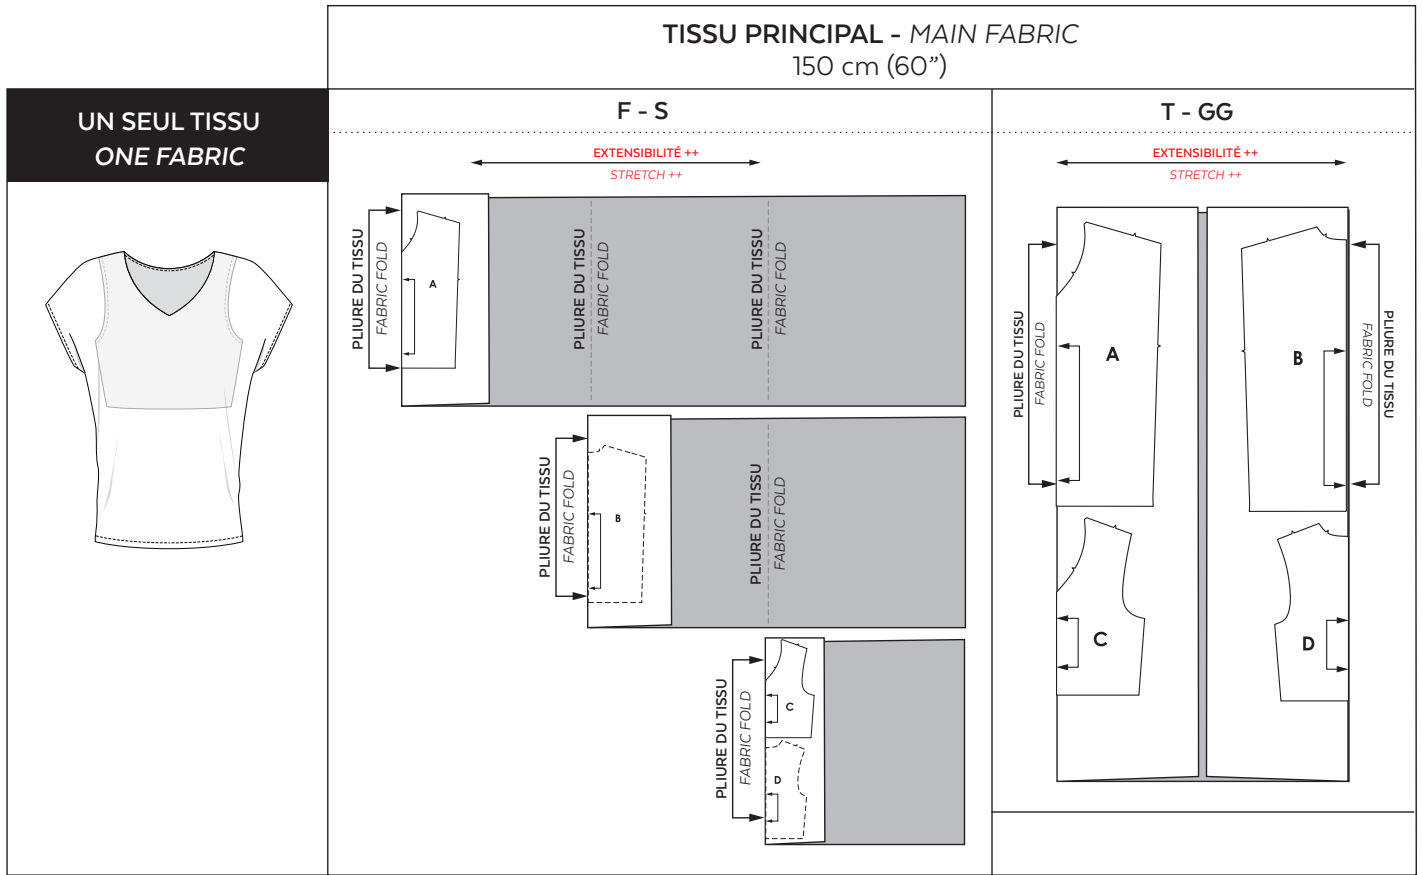 TISSU PRINCIPAL - MAIN FABRIC
150 cm (60”)
UN SEUL TISSU
ONE FABRIC
F - S
EXTENSIBILITÉ ++
STRETCH ++
PLIURE DU TISSU
FABRIC FOLD
A
PLIURE DU TISSU
FABRIC FOLD
PLIURE DU TISSU
FABRIC FOLD
PLIURE DU TISSU
FABRIC FOLD
B
PLIURE DU TISSU
FABRIC FOLD
PLIURE DU TISSU
FABRIC FOLD
C
D
T - GG
EXTENSIBILITÉ ++
STRETCH ++
PLIURE DU TISSU
FABRIC FOLD
A
B
PLIURE DU TISSU
FABRIC FOLD
C
D